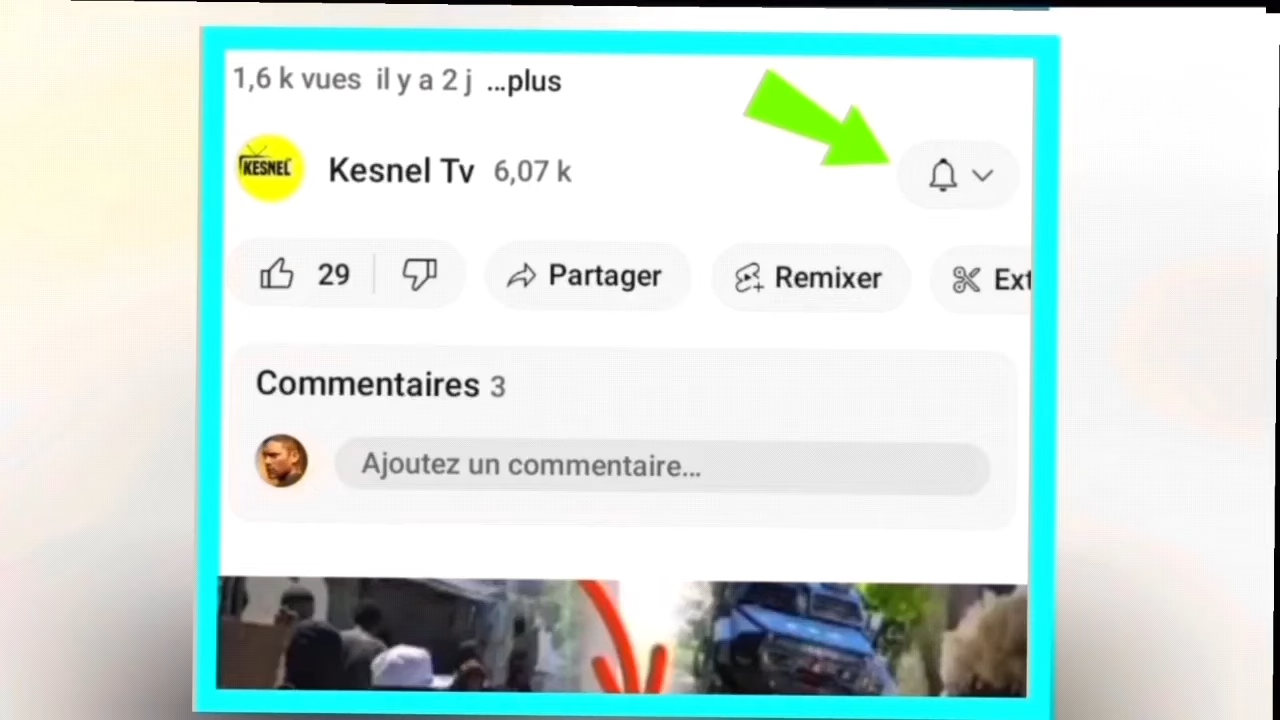 1,6 k vues il y a 2 j ...plus
KESNEL
Kesnel Tv 6,07 k
29 Partager Remixer Ext
Commentaires 3
Ajoutez un commentaire...